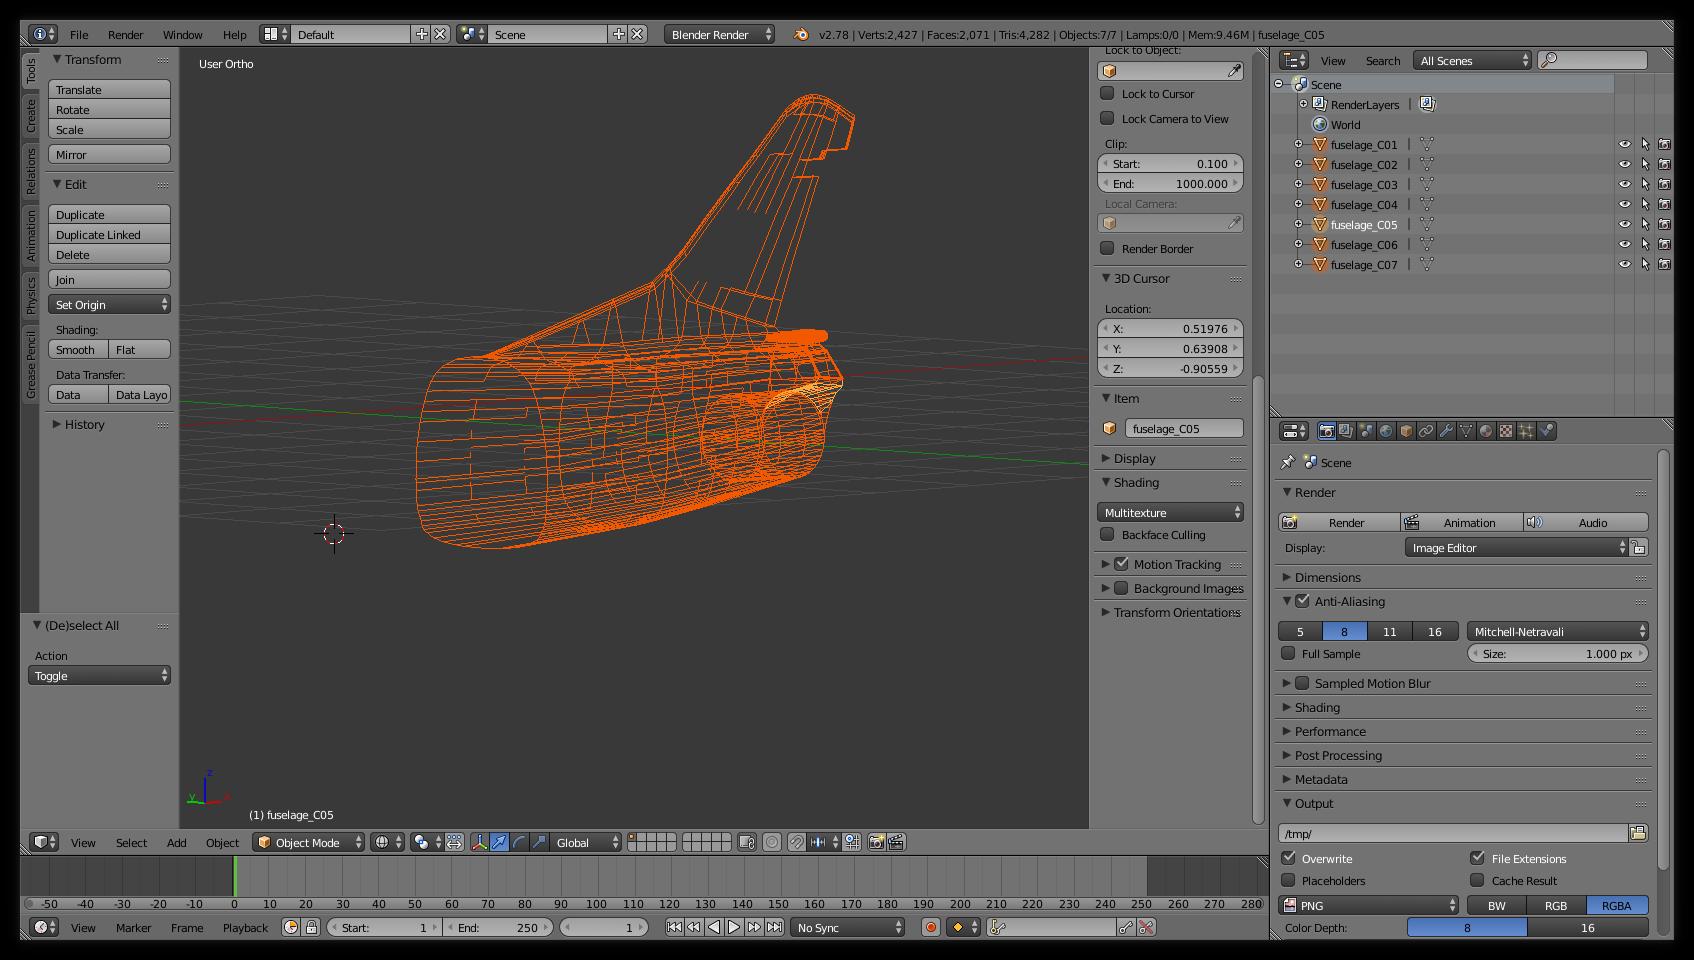 File Render Window Help Default Scene Blender Render v2.78 | Verts:2,427 | Faces:2,071 | Tris:4,282 | Objects:7/7 | Lamps:0/0 | Mem:9.46M | fuselage_C05
Tools
Create
Relations
Animation
Physics
Grease Pencil
Transform
Translate
Rotate
Scale
Mirror
Edit
Duplicate
Duplicate Linked
Delete
Join
Set Origin
Shading:
Smooth Flat
Data Transfer:
Data Data Layo
History
(De)select All
Action
Toggle
User Ortho
z
y
x
(1) fuselage_C05
Lock to Object:
Lock to Cursor
Lock Camera to View
Clip:
Start: 0.100
End: 1000.000
Local Camera:
Render Border
3D Cursor
Location:
X: 0.51976
Y: 0.63908
Z: -0.90559
Item
fuselage_C05
Display
Shading
Multitexture
Backface Culling
Motion Tracking
Background Images
Transform Orientations
View Search All Scenes
Scene
RenderLayers
World
fuselage_C01
fuselage_C02
fuselage_C03
fuselage_C04
fuselage_C05
fuselage_C06
fuselage_C07
Scene
Render
Render Animation Audio
Display: Image Editor
Dimensions
Anti-Aliasing
5 8 11 16 Mitchell-Netravali
Full Sample Size: 1.000 px
Sampled Motion Blur
Shading
Performance
Post Processing
Metadata
Output
/tmp/
Overwrite File Extensions
Placeholders Cache Result
PNG BW RGB RGBA
Color Depth: 8 16
View Select Add Object Object Mode Global
-50 -40 -30 -20 -10 0 10 20 30 40 50 60 70 80 90 100 110 120 130 140 150 160 170 180 190 200 210 220 230 240 250 260 270 280
View Marker Frame Playback Start: 1 End: 250 1 No Sync